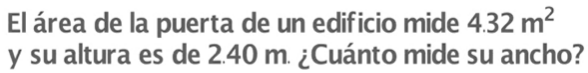 El área de la puerta de un edificio mide 4.32 m²
y su altura es de 2.40 m. ¿Cuánto mide su ancho?